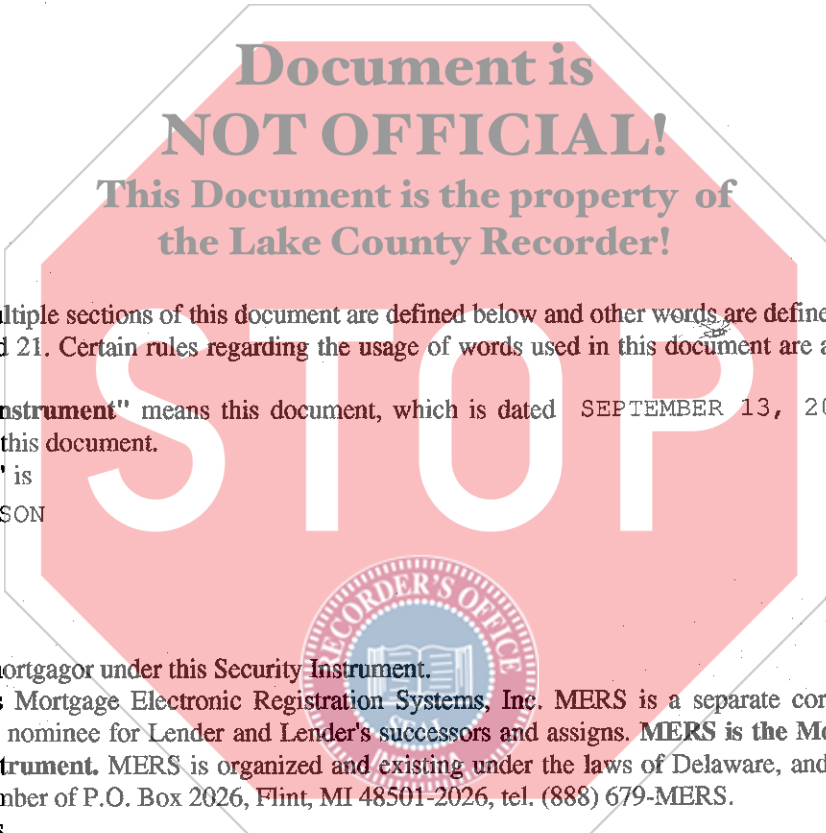 Document is
NOT OFFICIAL!
This Document is the property of
the Lake County Recorder!
ltiple sections of this document are defined below and other words are define
d 21. Certain rules regarding the usage of words used in this document are a
nstrument" means this document, which is dated SEPTEMBER 13, 20
this document.
" is
SON
STOP
RECORDER'S OFFICE
SEAL
nortgagor under this Security Instrument.
s Mortgage Electronic Registration Systems, Inc. MERS is a separate cor
nominee for Lender and Lender's successors and assigns. MERS is the Mo
trument. MERS is organized and existing under the laws of Delaware, and
mber of P.O. Box 2026, Flint, MI 48501-2026, tel. (888) 679-MERS.